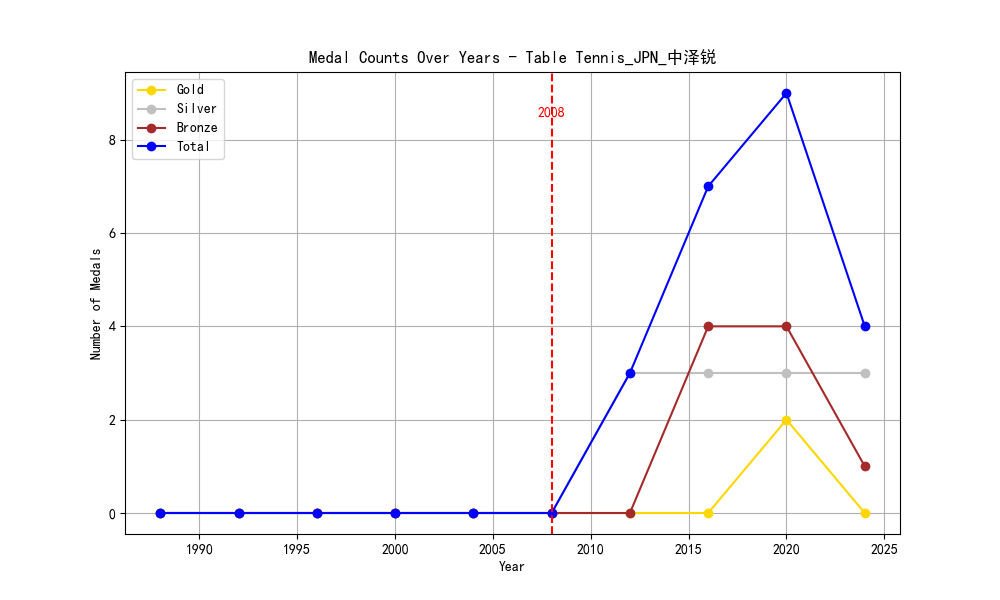 Medal Counts Over Years - Table Tennis_JPN_中泽锐
Gold
Silver
Bronze
Total
2008
8
6
4
2
0
Number of Medals
1990 1995 2000 2005 2010 2015 2020 2025
Year